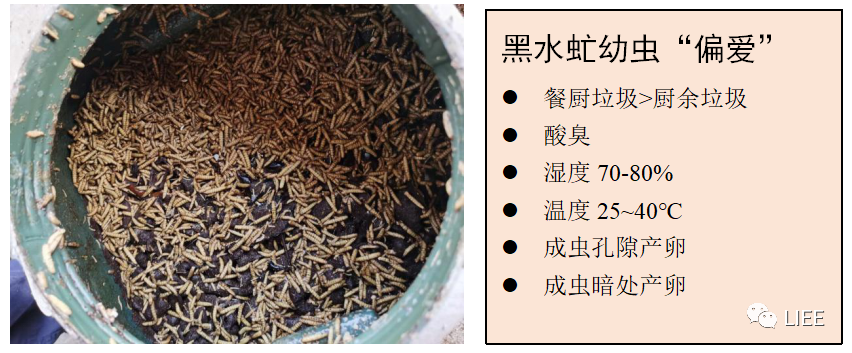 黑水虻幼虫“偏爱”
● 餐厨垃圾>厨余垃圾
● 酸臭
● 湿度 70-80%
● 温度 25~40℃
● 成虫孔隙产卵
● 成虫暗处产卵
LIEE